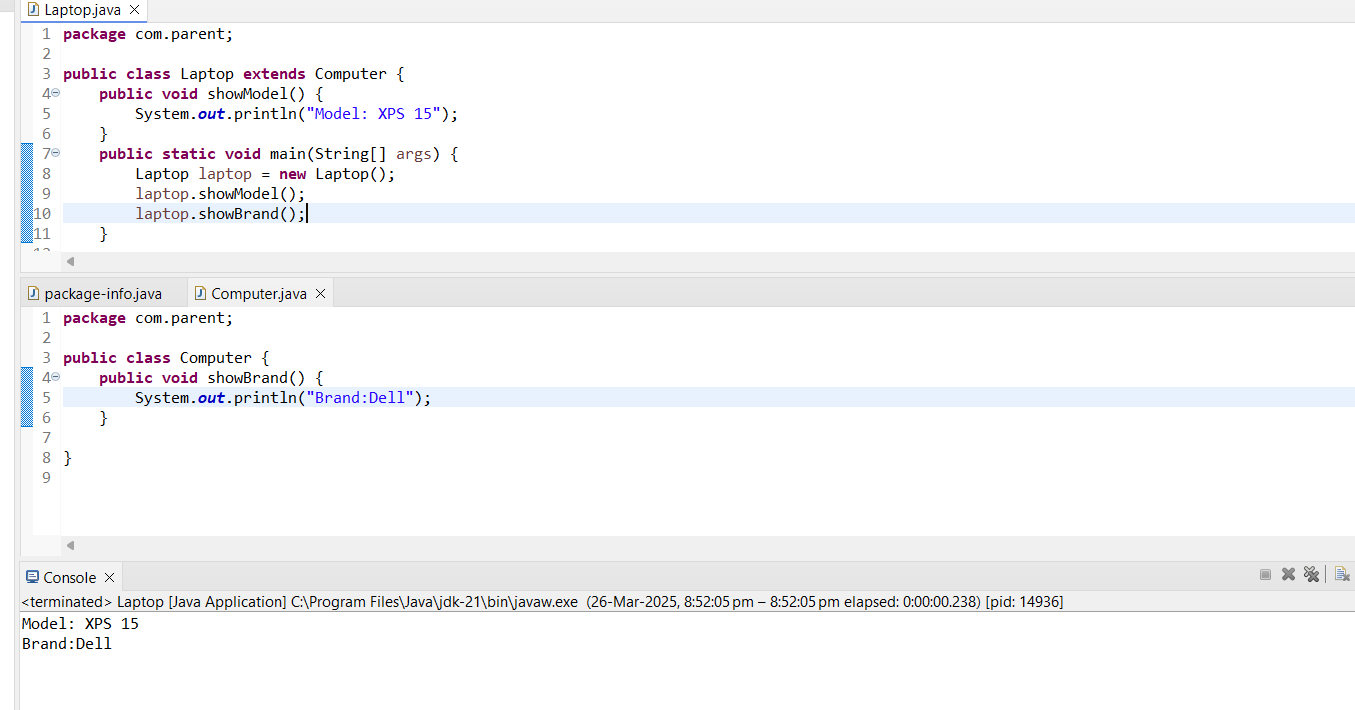 Laptop.java
1 package com.parent;
2
3 public class Laptop extends Computer {
4 public void showModel() {
5 System.out.println("Model: XPS 15");
6 }
7 public static void main(String[] args) {
8 Laptop laptop = new Laptop();
9 laptop.showModel();
10 laptop.showBrand();
11 }
package-info.java Computer.java
1 package com.parent;
2
3 public class Computer {
4 public void showBrand() {
5 System.out.println("Brand:Dell");
6 }
7
8 }
9
Console
<terminated> Laptop [Java Application] C:\Program Files\Java\jdk-21\bin\javaw.exe (26-Mar-2025, 8:52:05 pm – 8:52:05 pm elapsed: 0:00:00.238) [pid: 14936]
Model: XPS 15
Brand:Dell